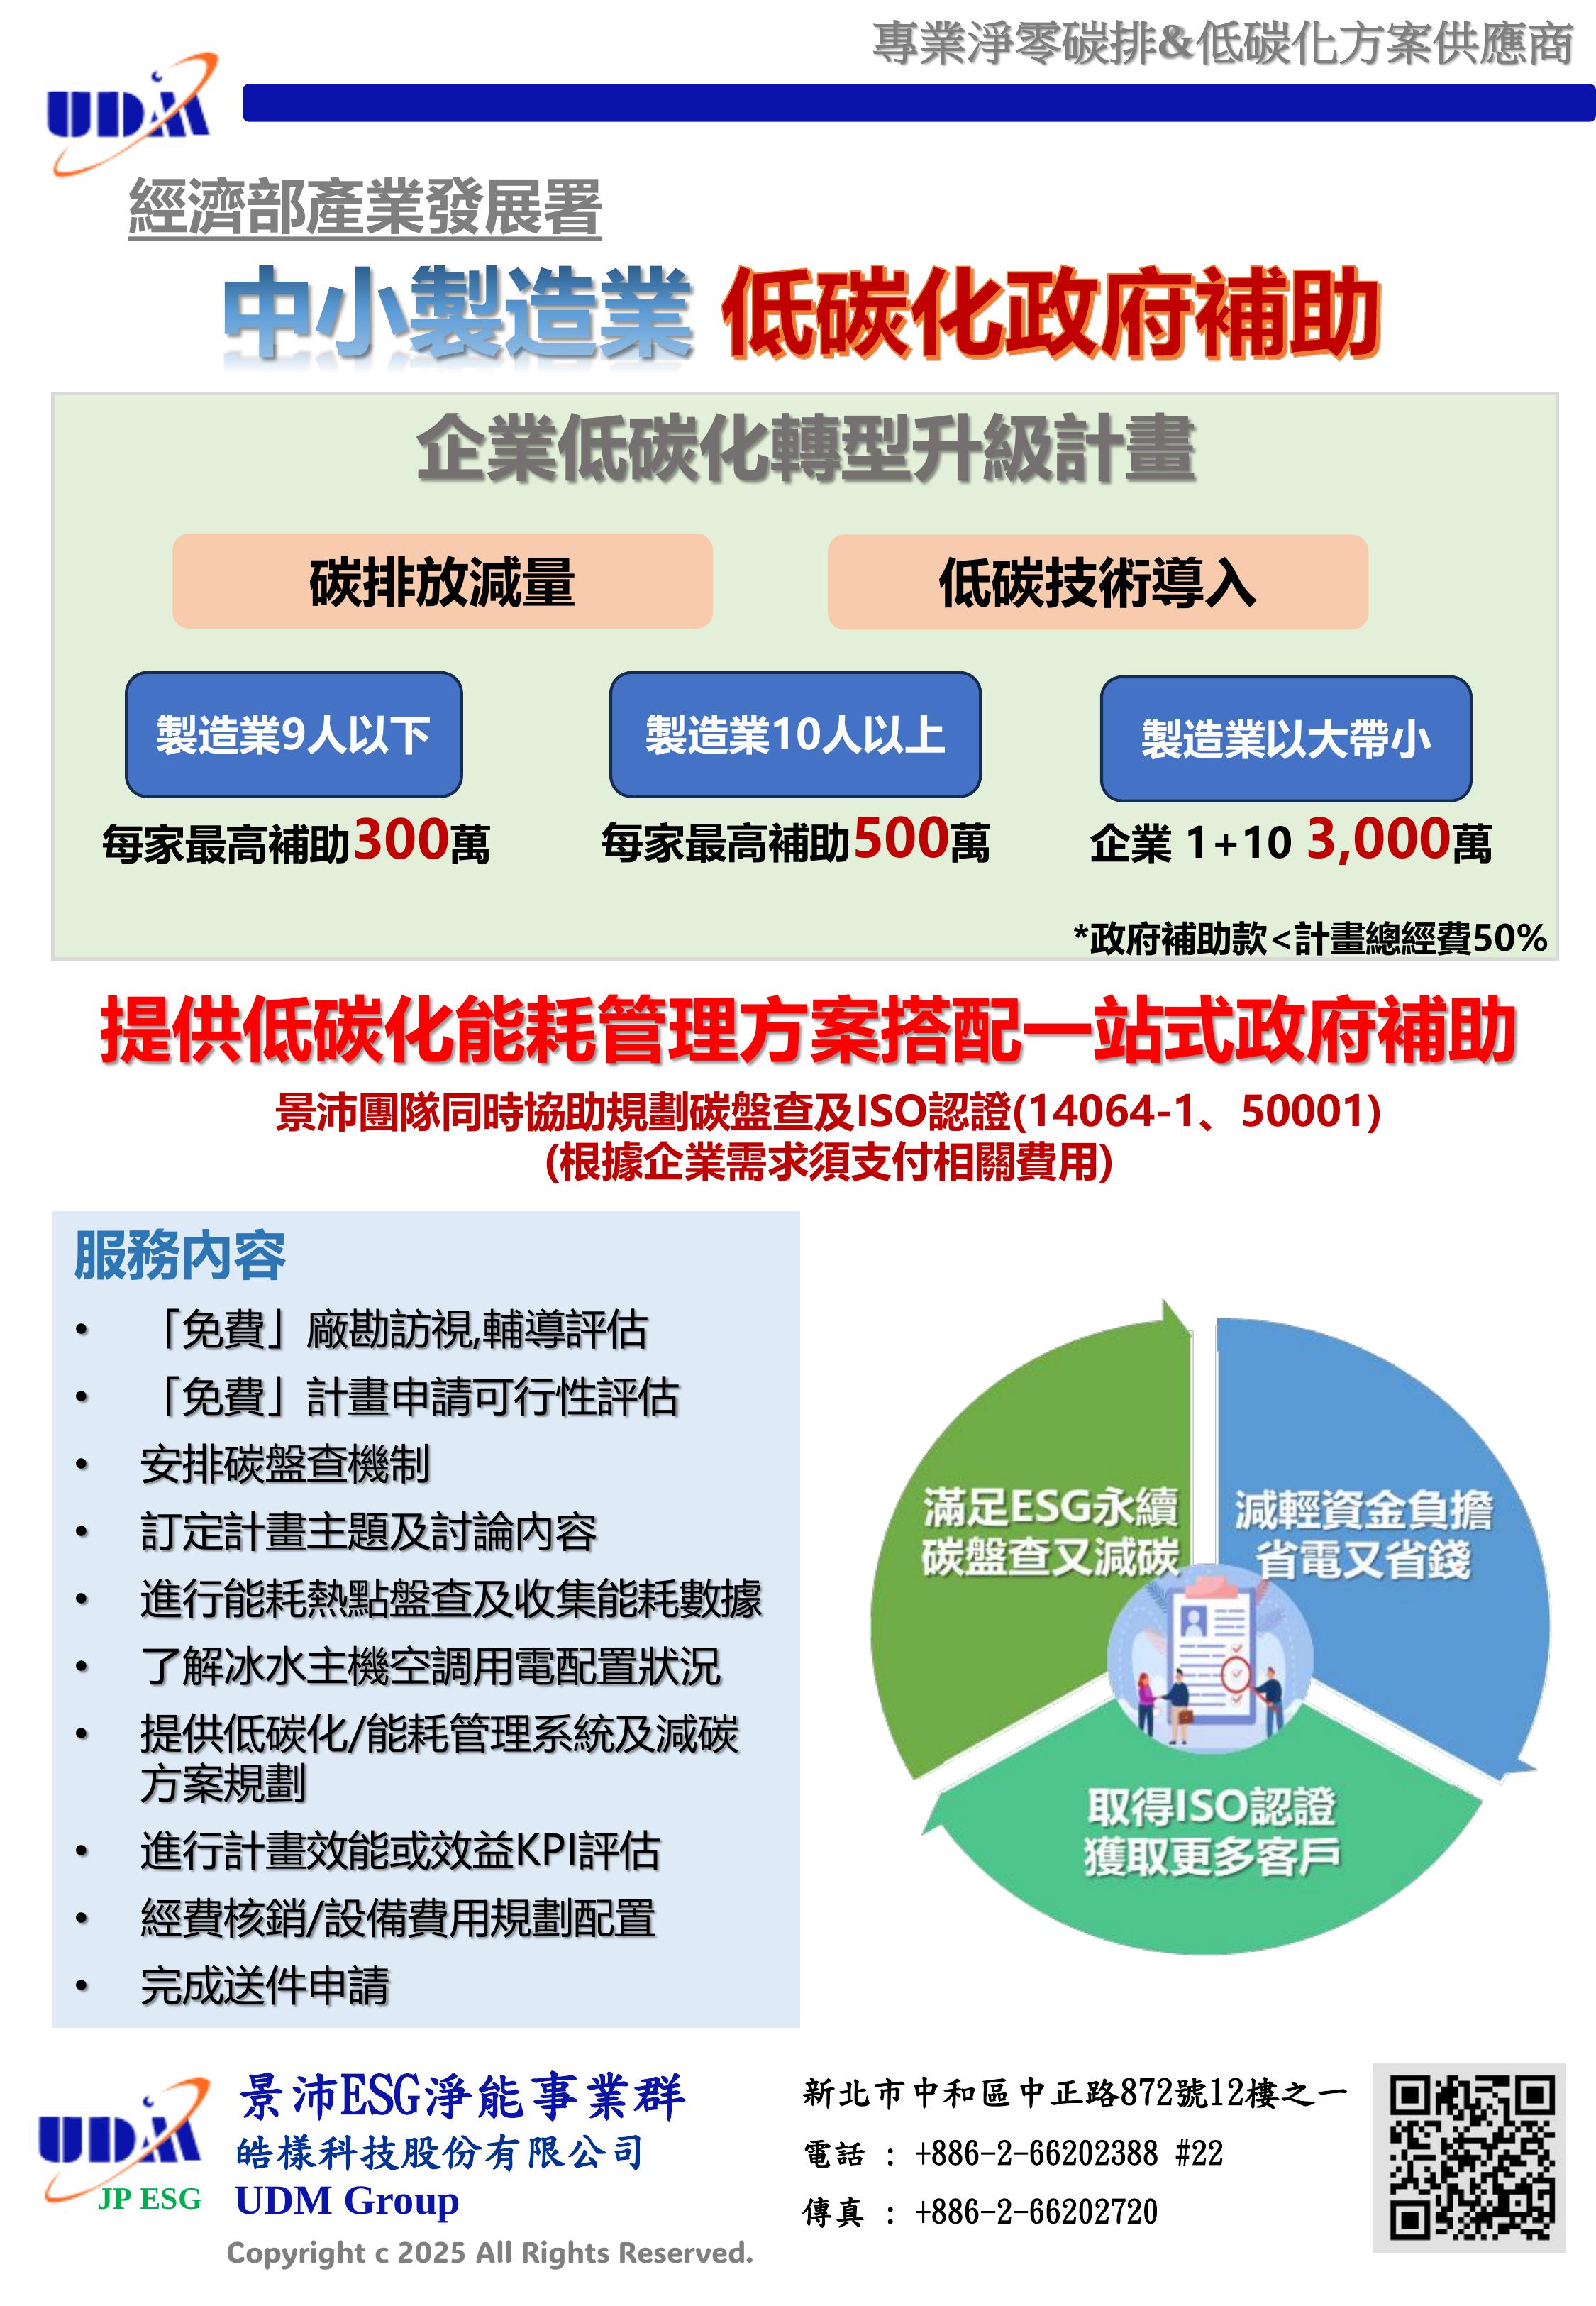 專業淨零碳排&低碳化方案供應商
UDM
經濟部產業發展署
中小製造業 低碳化政府補助
企業低碳化轉型升級計畫
碳排放減量
低碳技術導入
製造業9人以下
製造業10人以上
製造業以大帶小
每家最高補助300萬
每家最高補助500萬
企業 1+10 3,000萬
*政府補助款<計畫總經費50%
提供低碳化能耗管理方案搭配一站式政府補助
景沛團隊同時協助規劃碳盤查及ISO認證(14064-1、50001)
(根據企業需求須支付相關費用)
服務內容
• 「免費」廠勘訪視,輔導評估
• 「免費」計畫申請可行性評估
• 安排碳盤查機制
• 訂定計畫主題及討論內容
• 進行能耗熱點盤查及收集能耗數據
• 了解冰水主機空調用電配置狀況
• 提供低碳化/能耗管理系統及減碳
方案規劃
• 進行計畫效能或效益KPI評估
• 經費核銷/設備費用規劃配置
• 完成送件申請
滿足ESG永續
碳盤查又減碳
減輕資金負擔
省電又省錢
取得ISO認證
獲取更多客戶
UDM
JP ESG
景沛ESG淨能事業群
皓樣科技股份有限公司
UDM Group
Copyright c 2025 All Rights Reserved.
新北市中和區中正路872號12樓之一
電話 : +886-2-66202388 #22
傳真 : +886-2-66202720